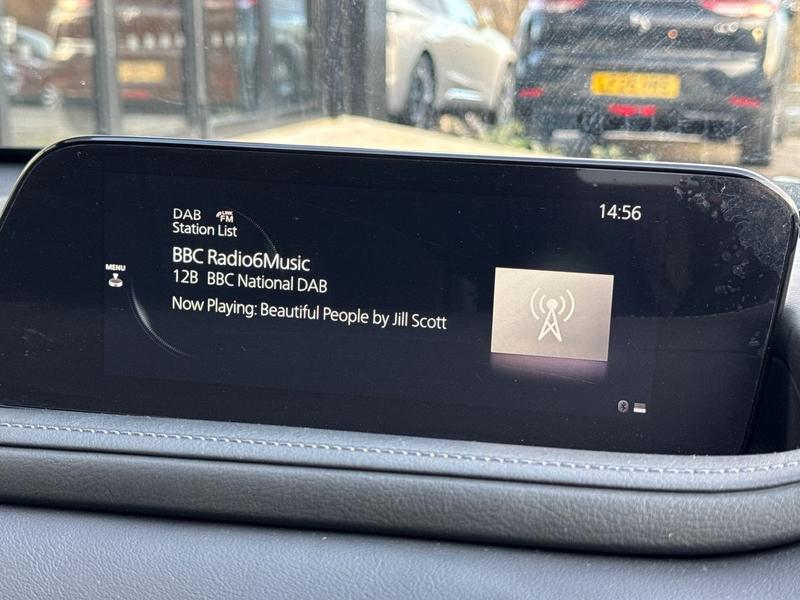 DAB LINK FM
14:56
Station List
BBC Radio6Music
MENU
12B BBC National DAB
Now Playing: Beautiful People by Jill Scott